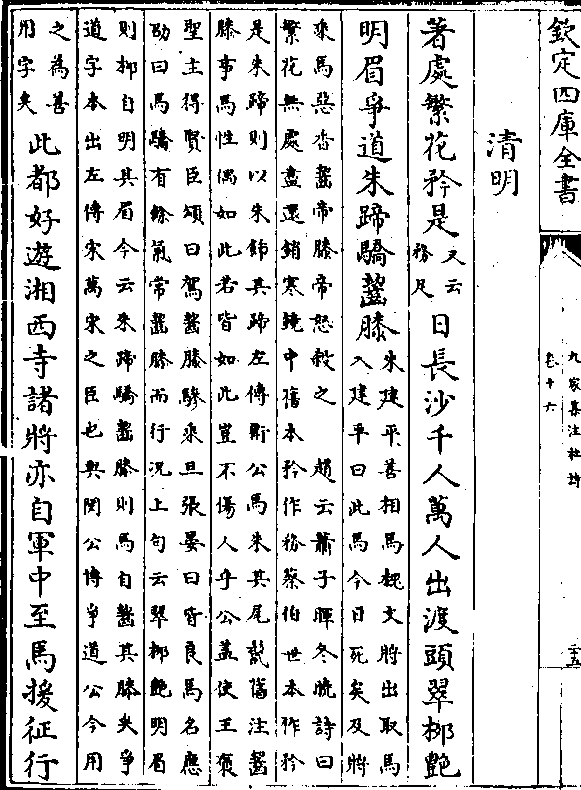 欽定四庫全書
九家集注杜詩
卷十六
二十五
清明
著處繁花矜是
又云
務足
日長沙千人萬人出渡頭翠柳艷
明眉爭道朱蹄驕齧膝
朱建平善相馬魏文將出取馬
入建平曰此馬今日死矣及將
乘馬惡香齧帝膝帝怒殺之 趙云蕭子暉冬曉詩曰
繁花無處盡還銷寒鏡中舊本矜作務蔡伯世本作矜
是朱蹄則以朱飾其蹄左傳斯公馬朱其尾鬛舊注齧
膝事馬性偶如此若皆如此豈不傷人乎公蓋使王褒
聖主得賢臣頌曰駕齧膝驂乘旦張晏曰皆良馬名應
劭曰馬驕有餘氣常齧膝而行況上句云翠柳艷明眉
則柳自明其眉今云朱蹄驕齧膝則馬自齧其膝矣爭
道字本出左傳宋萬宋之臣也與閔公博爭道公今用
之為善
用字矣
此都好遊湘西寺諸將亦自軍中至馬援征行